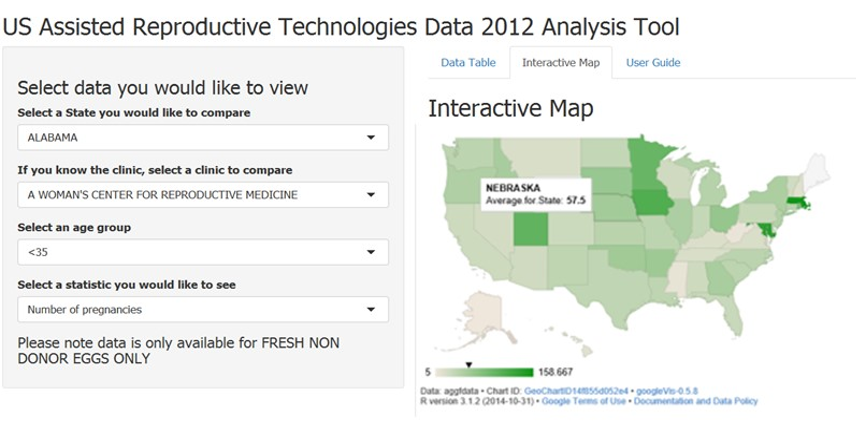 US Assisted Reproductive Technologies Data 2012 Analysis Tool
Select data you would like to view
Select a State you would like to compare
ALABAMA
If you know the clinic, select a clinic to compare
A WOMAN'S CENTER FOR REPRODUCTIVE MEDICINE
Select an age group
<35
Select a statistic you would like to see
Number of pregnancies
Please note data is only available for FRESH NON
DONOR EGGS ONLY
Data Table Interactive Map User Guide
Interactive Map
NEBRASKA
Average for State: 57.5
5 158.667
Data: aggfdata • Chart ID: GeoChartID14f855d052e4 • googleVis-0.5.8
R version 3.1.2 (2014-10-31) • Google Terms of Use • Documentation and Data Policy